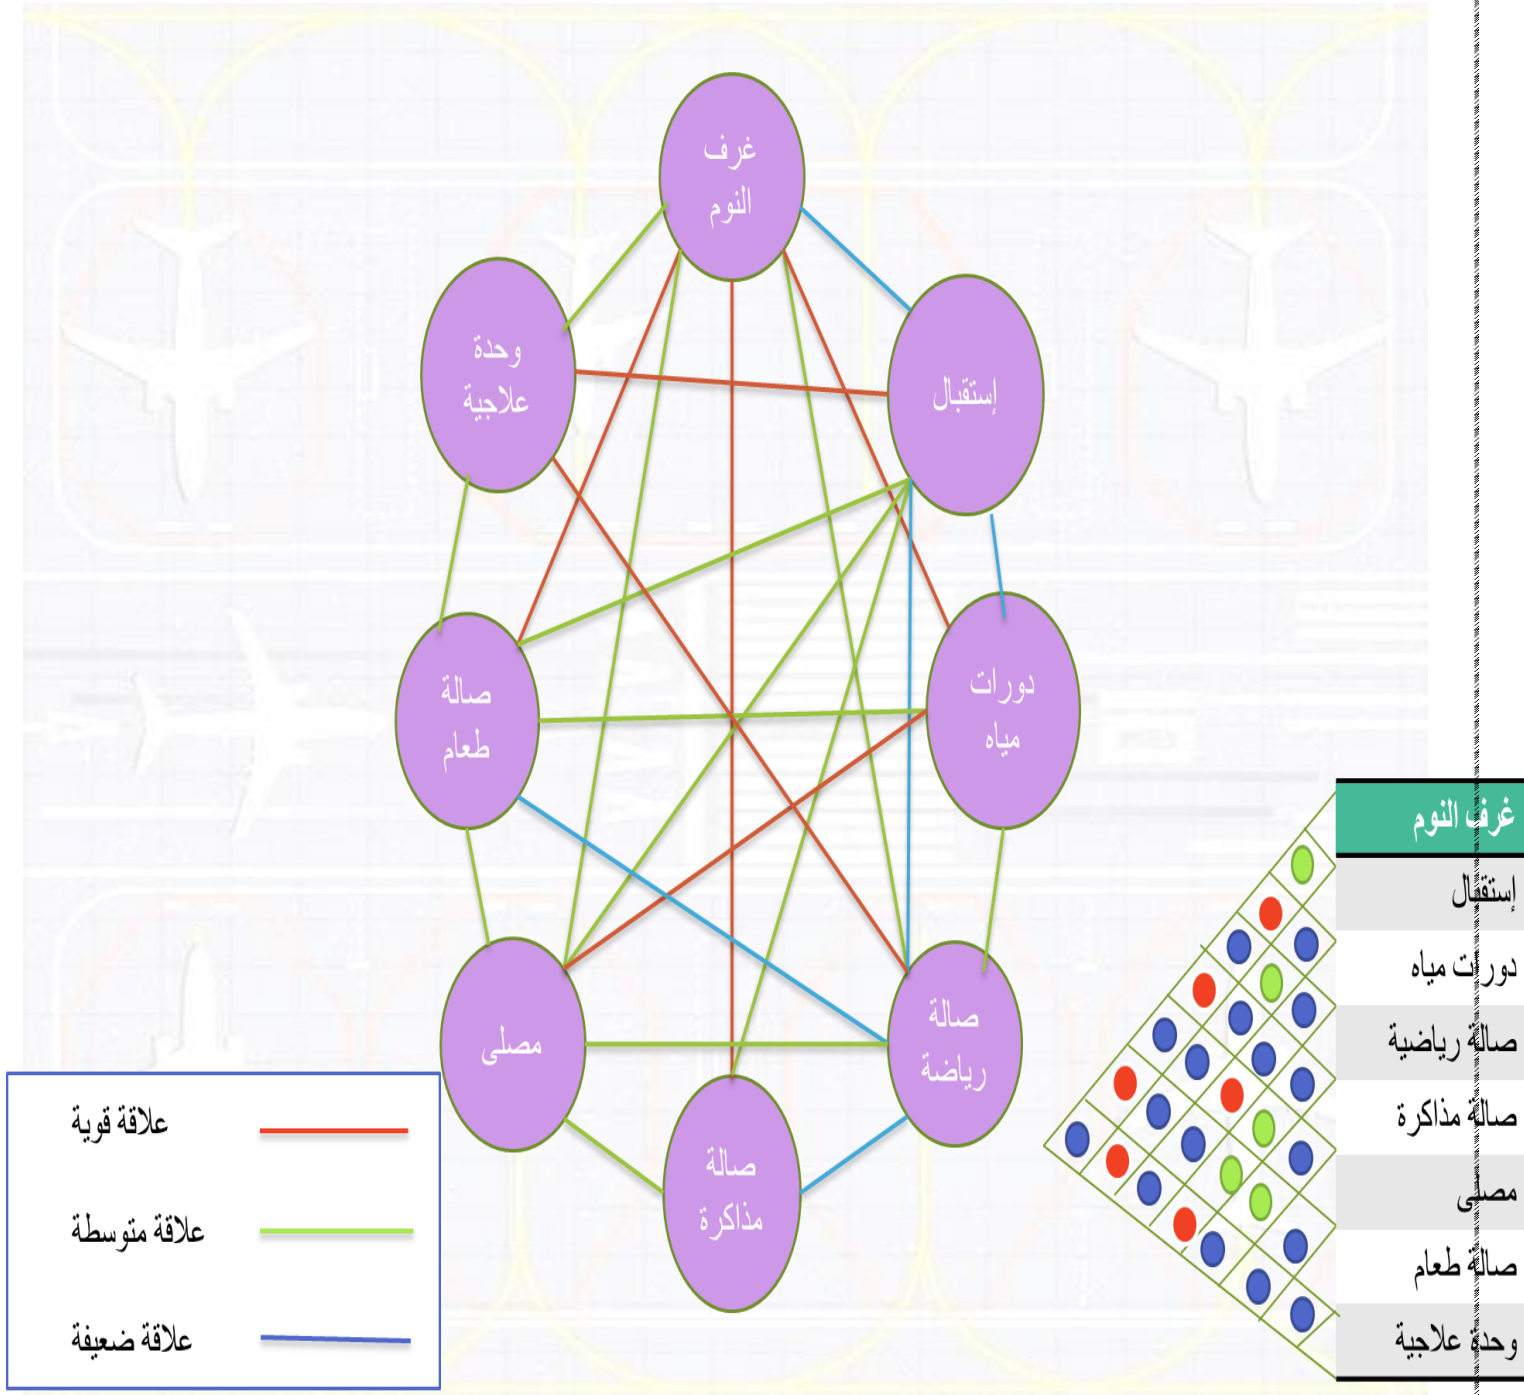 غرف
النوم
وحدة
علاجية
إستقبال
صالة
طعام
دورات
مياه
مصلى
صالة
رياضة
صالة
مذاكرة
علاقة قوية
علاقة متوسطة
علاقة ضعيفة
غرف النوم
إستقبال
دورات مياه
صالة رياضية
صالة مذاكرة
مصلى
صالة طعام
وحدة علاجية